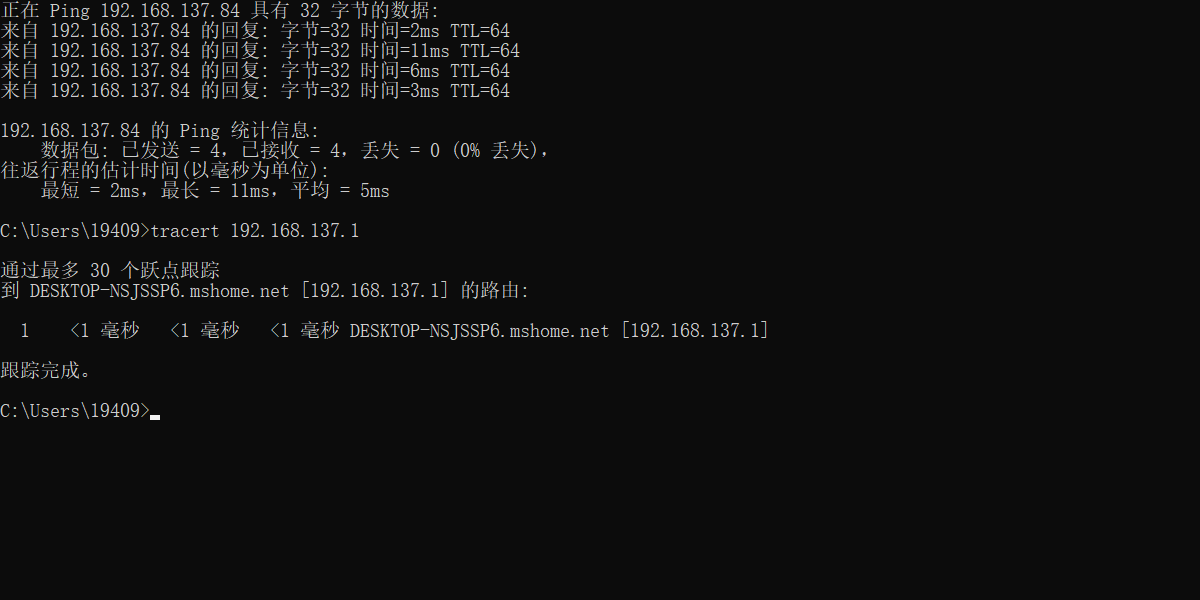 正在 Ping 192.168.137.84 具有 32 字节的数据:
来自 192.168.137.84 的回复: 字节=32 时间=2ms TTL=64
来自 192.168.137.84 的回复: 字节=32 时间=11ms TTL=64
来自 192.168.137.84 的回复: 字节=32 时间=6ms TTL=64
来自 192.168.137.84 的回复: 字节=32 时间=3ms TTL=64
192.168.137.84 的 Ping 统计信息:
数据包: 已发送 = 4，已接收 = 4，丢失 = 0 (0% 丢失)，
往返行程的估计时间(以毫秒为单位):
最短 = 2ms，最长 = 11ms，平均 = 5ms
C:\Users\19409>tracert 192.168.137.1
通过最多 30 个跃点跟踪
到 DESKTOP-NSJSSP6.mshome.net [192.168.137.1] 的路由:
1 <1 毫秒 <1 毫秒 <1 毫秒 DESKTOP-NSJSSP6.mshome.net [192.168.137.1]
跟踪完成。
C:\Users\19409>